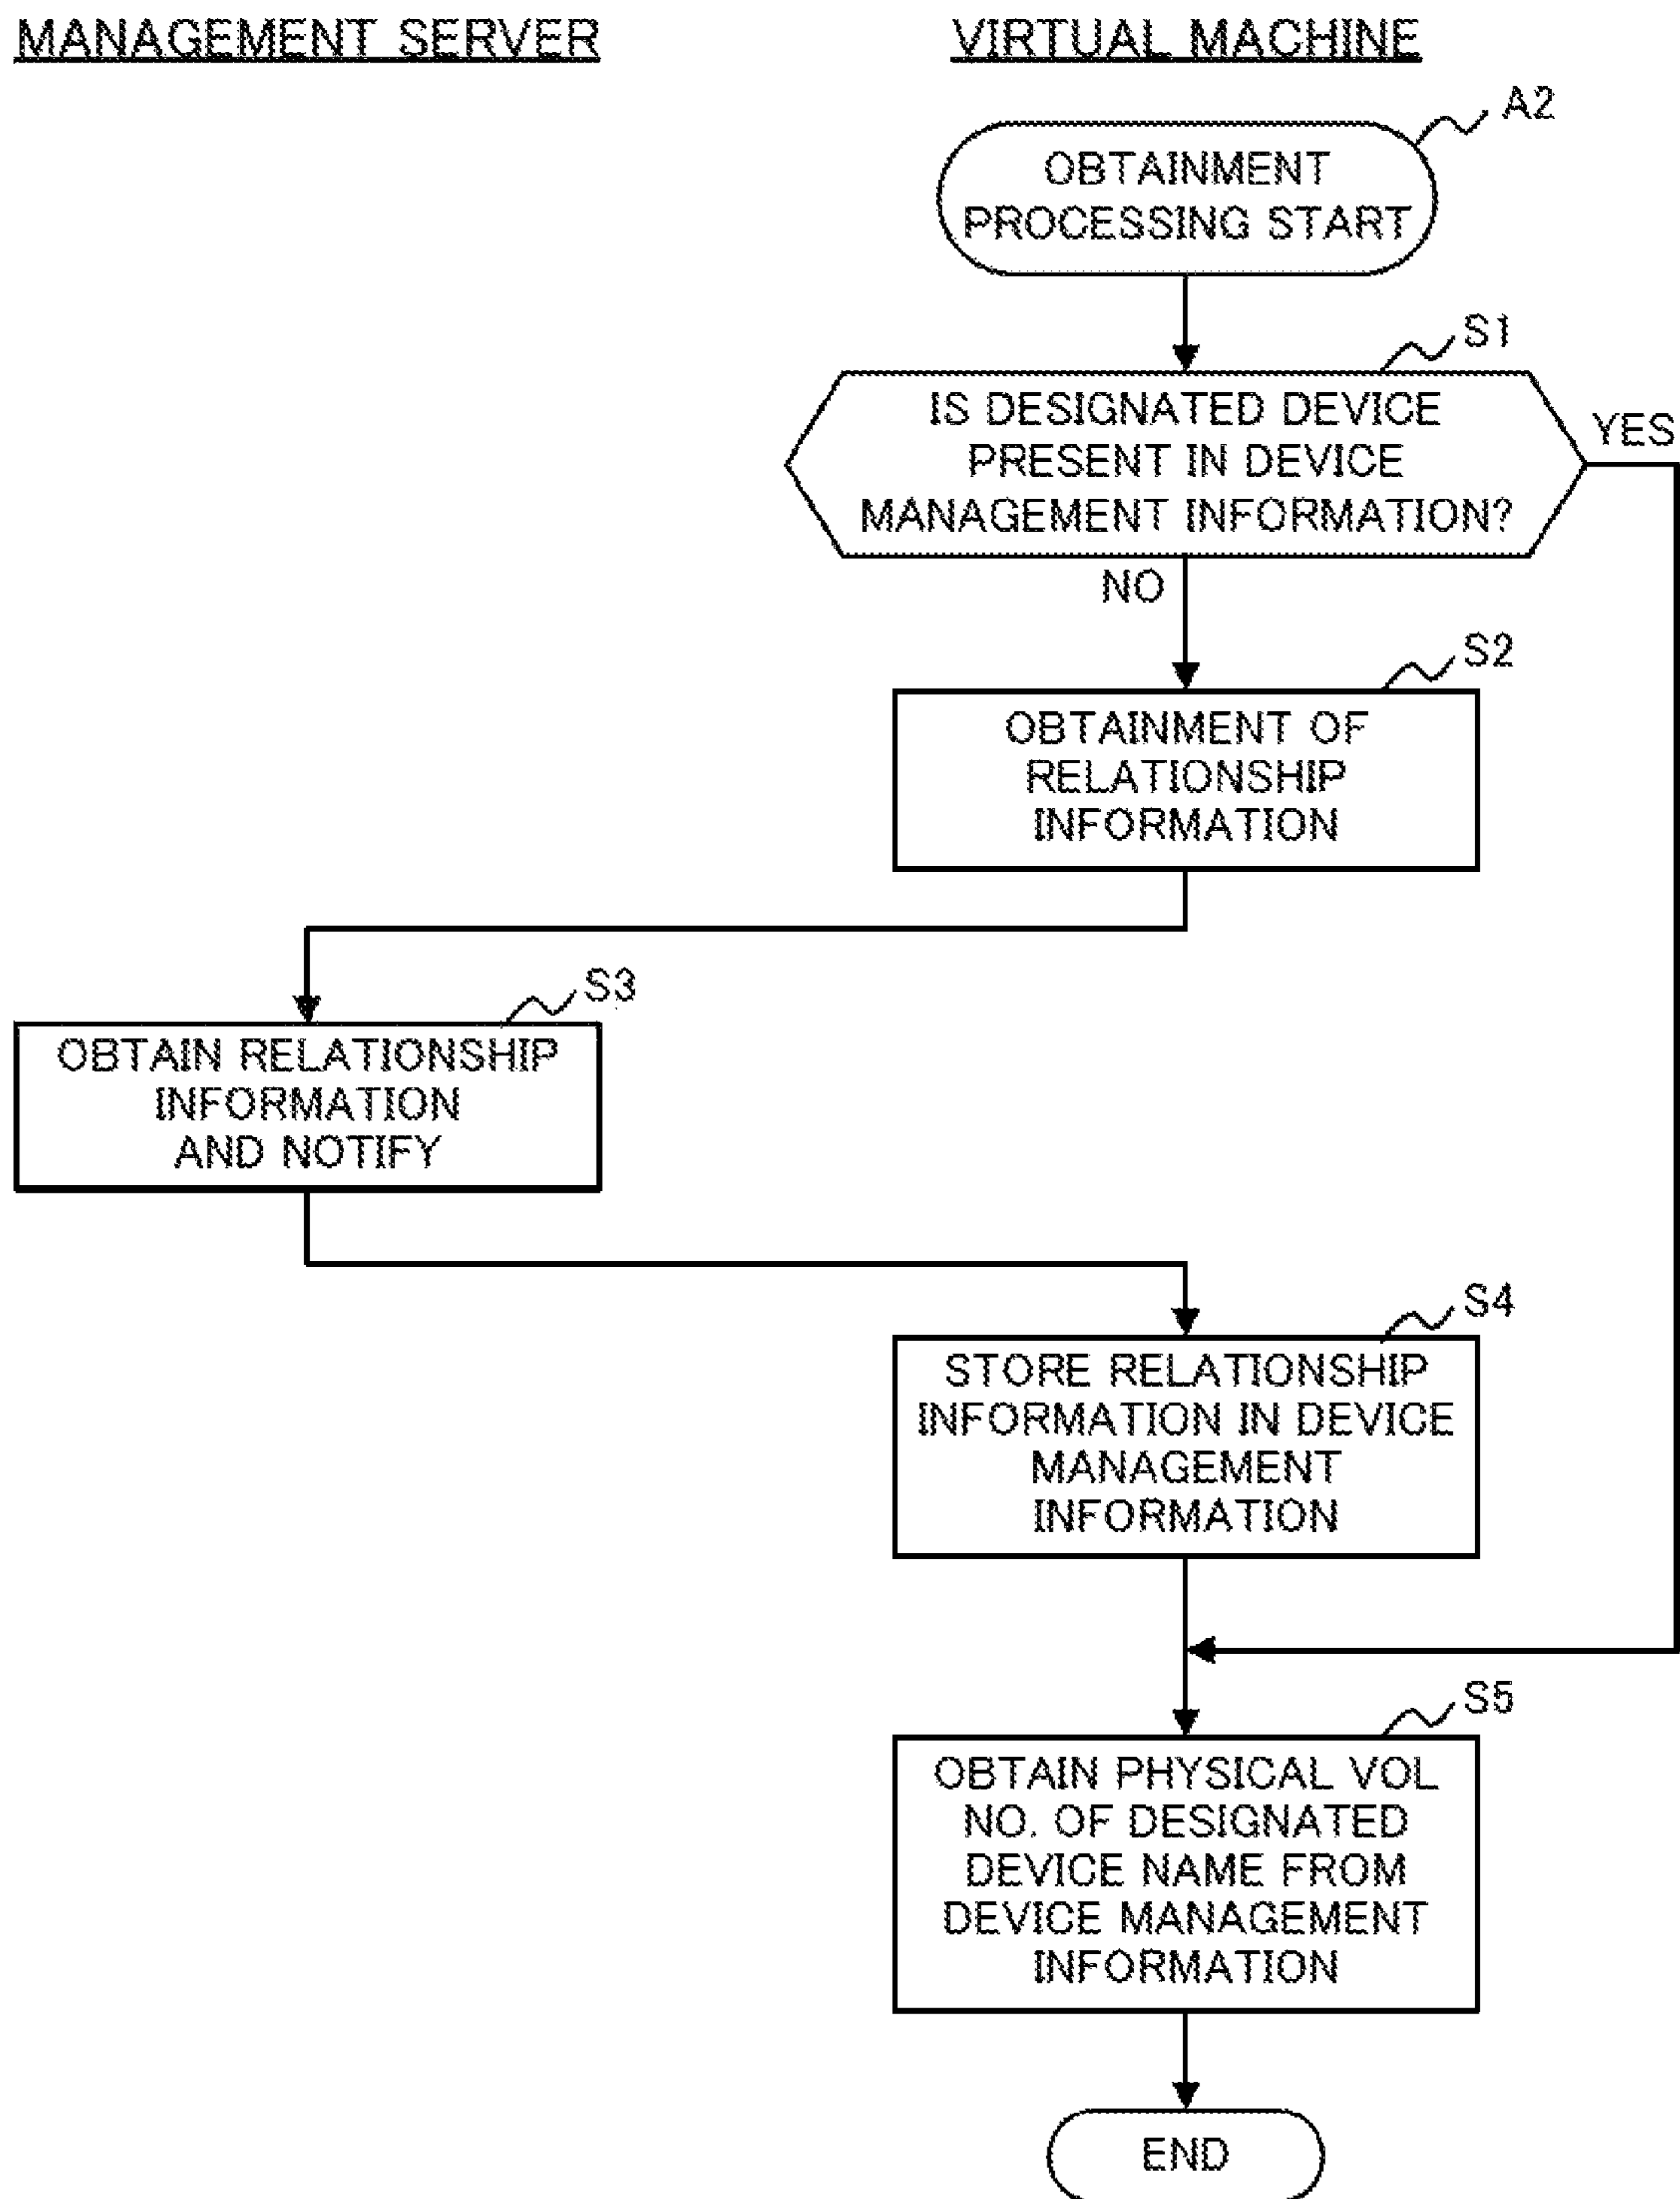 MANAGEMENT SERVER
VIRTUAL MACHINE
A2
OBTAINMENT
PROCESSING START
S1
IS DESIGNATED DEVICE
PRESENT IN DEVICE
MANAGEMENT INFORMATION?
YES
NO
S2
OBTAINMENT OF
RELATIONSHIP
INFORMATION
S3
OBTAIN RELATIONSHIP
INFORMATION
AND NOTIFY
S4
STORE RELATIONSHIP
INFORMATION IN DEVICE
MANAGEMENT
INFORMATION
S5
OBTAIN PHYSICAL VOL
NO. OF DESIGNATED
DEVICE NAME FROM
DEVICE MANAGEMENT
INFORMATION
END